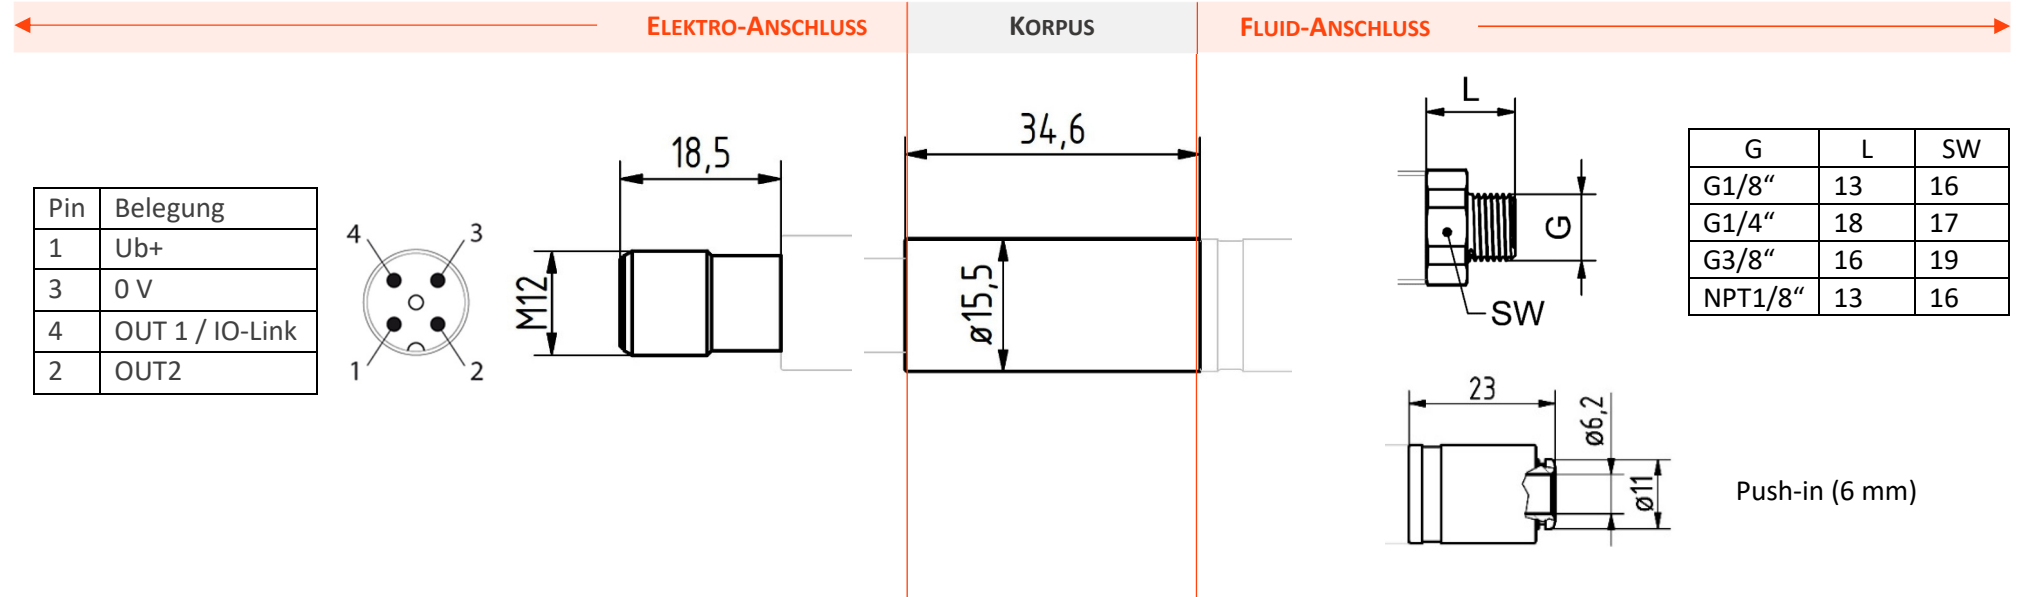 ELEKTRO-ANSCHLUSS
KORPUS
FLUID-ANSCHLUSS
Pin Belegung
1 Ub+
3 0 V
4 OUT 1 / IO-Link
2 OUT2
4
3
1
2
18,5
M12
34,6
ø15,5
L
G
SW
G L SW
G1/8“ 13 16
G1/4“ 18 17
G3/8“ 16 19
NPT1/8“ 13 16
23
ø6,2
ø11
Push-in (6 mm)